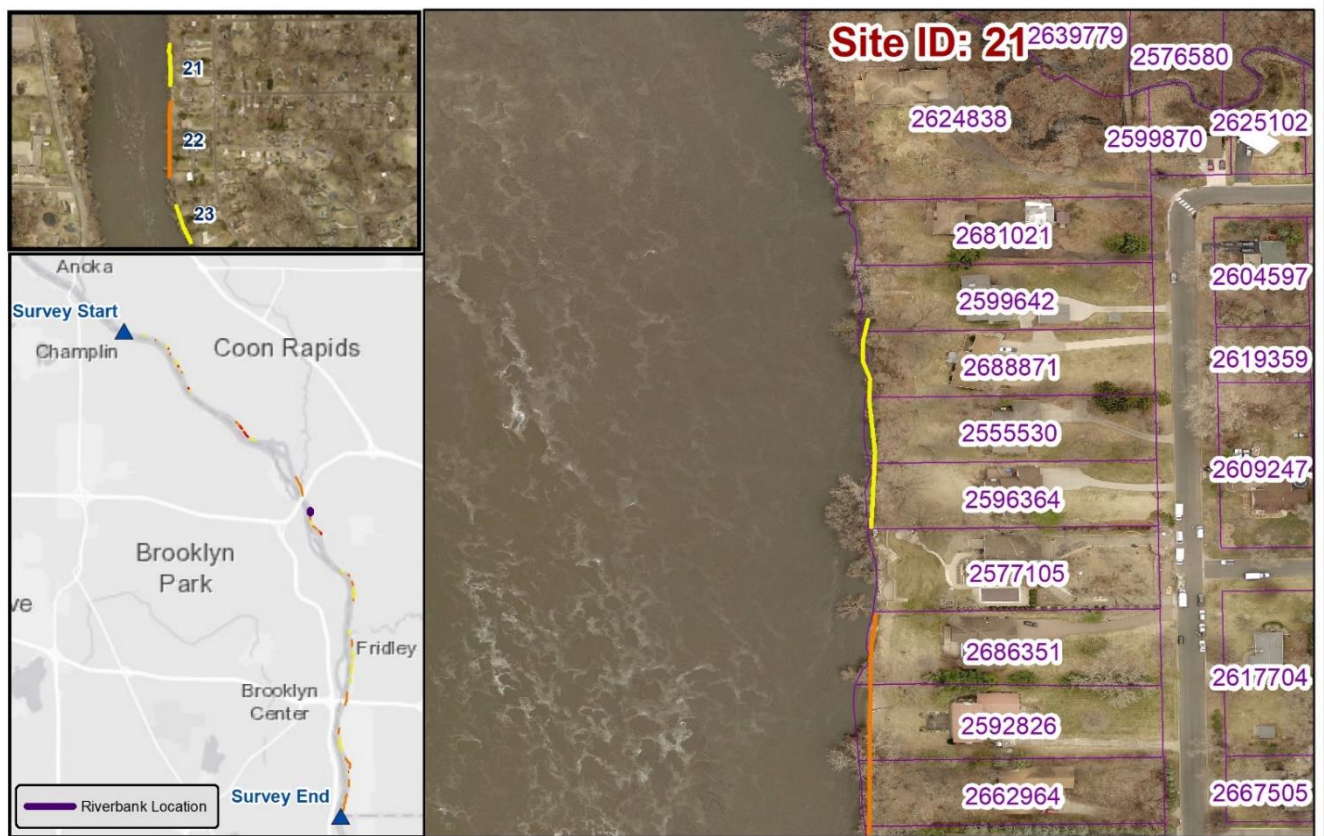 21
22
23
Anoka
Survey Start
Champlin
Coon Rapids
Brooklyn
Park
ve
Fridley
Brooklyn
Center
Survey End
Riverbank Location
Site ID: 21
2639779
2576580
2624838
2599870
2625102
2681021
2604597
2599642
2688871
2619359
2555530
2596364
2609247
2577105
2686351
2617704
2592826
2662964
2667505